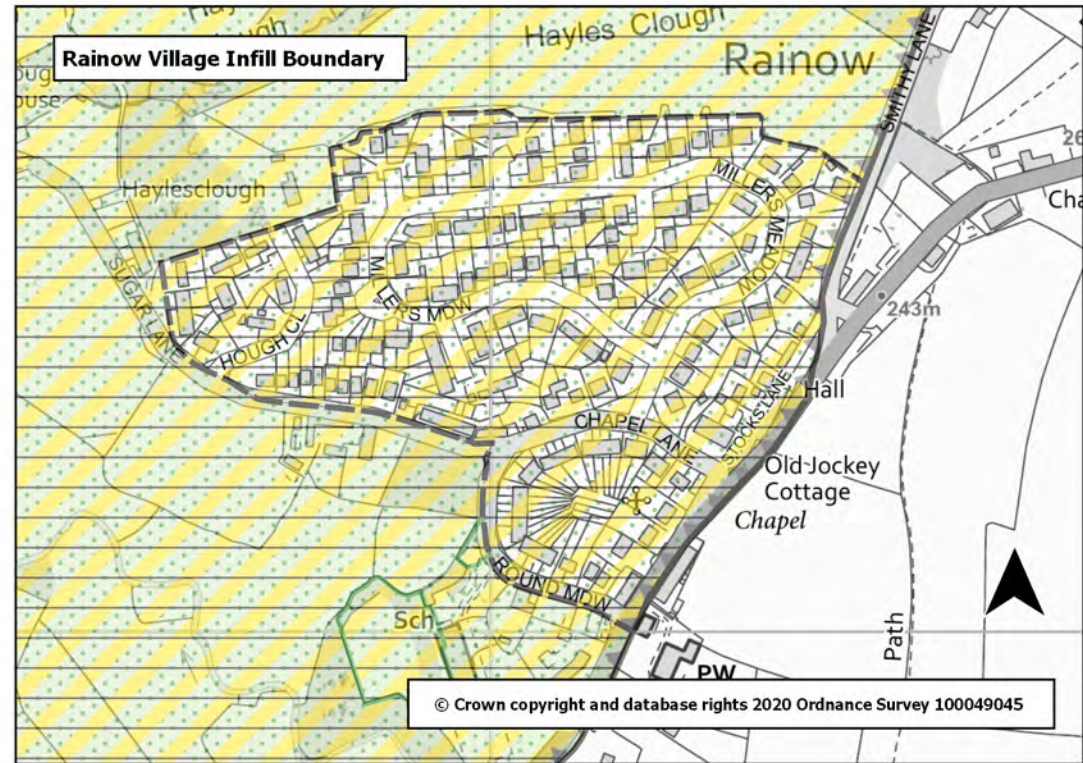 Rainow Village Infill Boundary
Hayles Clough
Rainow
SMITHY LANE
Haylesclough
MILLERS MEADOW
Cha
SUGAR LANE
MILLERS MDW
243m
HOUGH CL
Hall
CHAPEL LANE
STOCKS LANE
Old Jockey
Cottage
Chapel
ROUND MDW
Sch
Path
PW
© Crown copyright and database rights 2020 Ordnance Survey 100049045